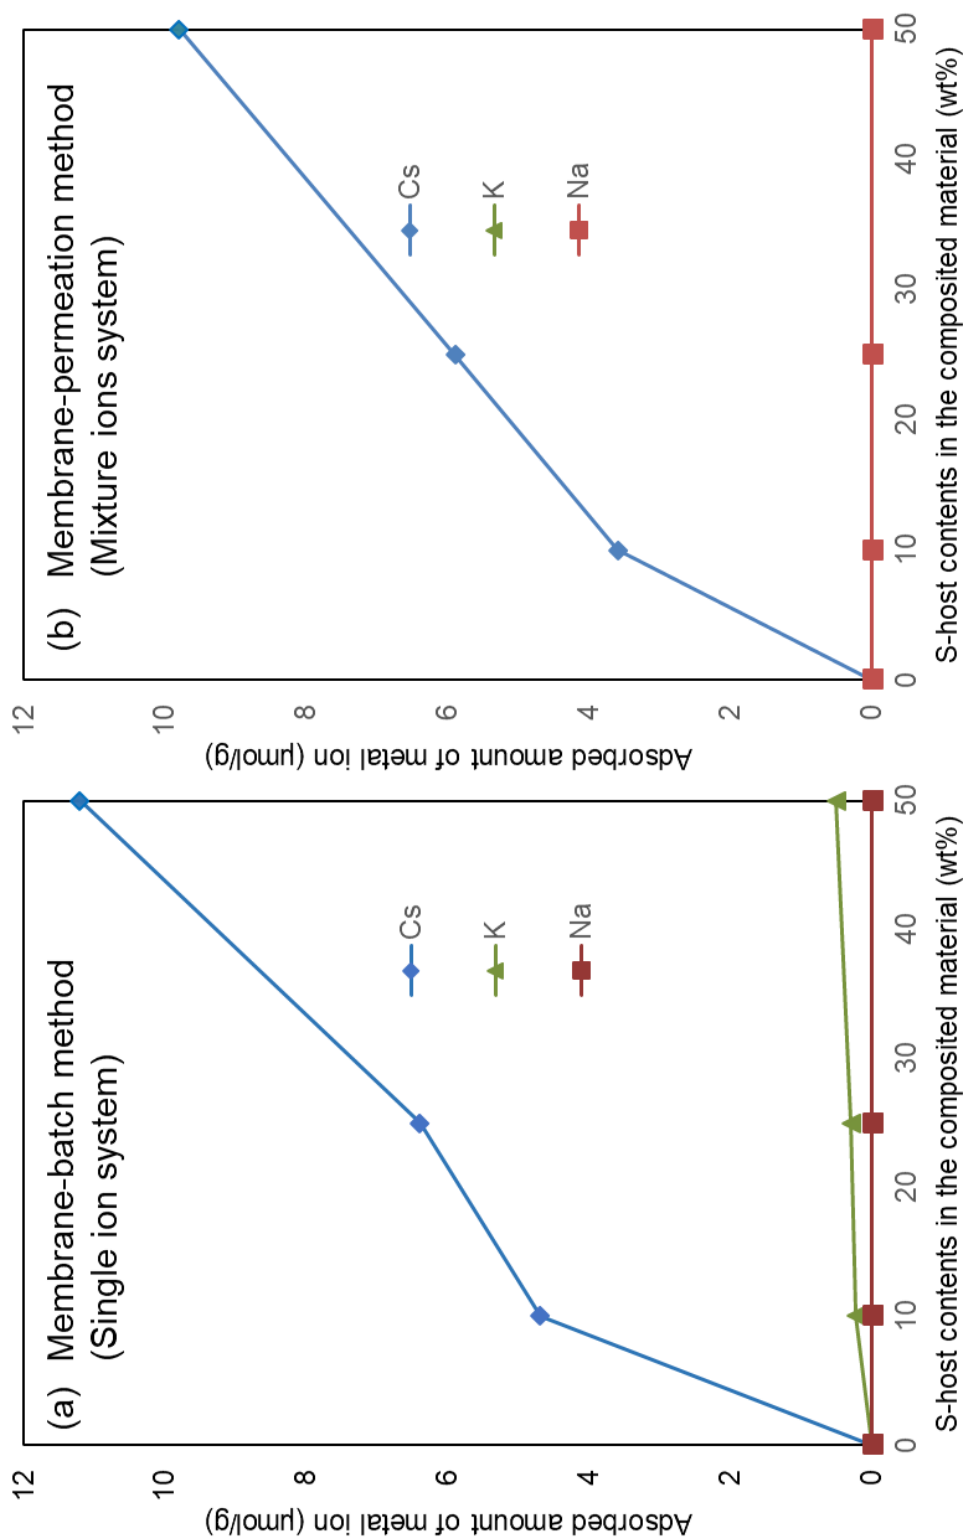 (a) Membrane-batch method
(Single ion system)
12
10
8
6
4
2
0
Adsorbed amount of metal ion (μmol/g)
Cs
K
Na
0 10 20 30 40 50
S-host contents in the composited material (wt%)
(b) Membrane-permeation method
(Mixture ions system)
12
10
8
6
4
2
0
Adsorbed amount of metal ion (μmol/g)
Cs
K
Na
0 10 20 30 40 50
S-host contents in the composited material (wt%)